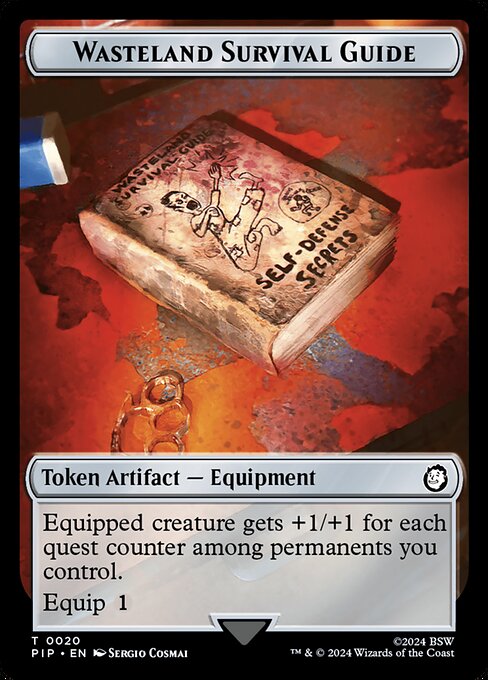 Wasteland Survival Guide
WASTELAND
SURVIVAL GUIDE
SELF-DEFENSE
SECRETS
Token Artifact — Equipment
Equipped creature gets +1/+1 for each
quest counter among permanents you
control.
Equip 1
T 0020
PIP • EN Sergio Cosmai
©2024 BSW
™ & © 2024 Wizards of the Coast